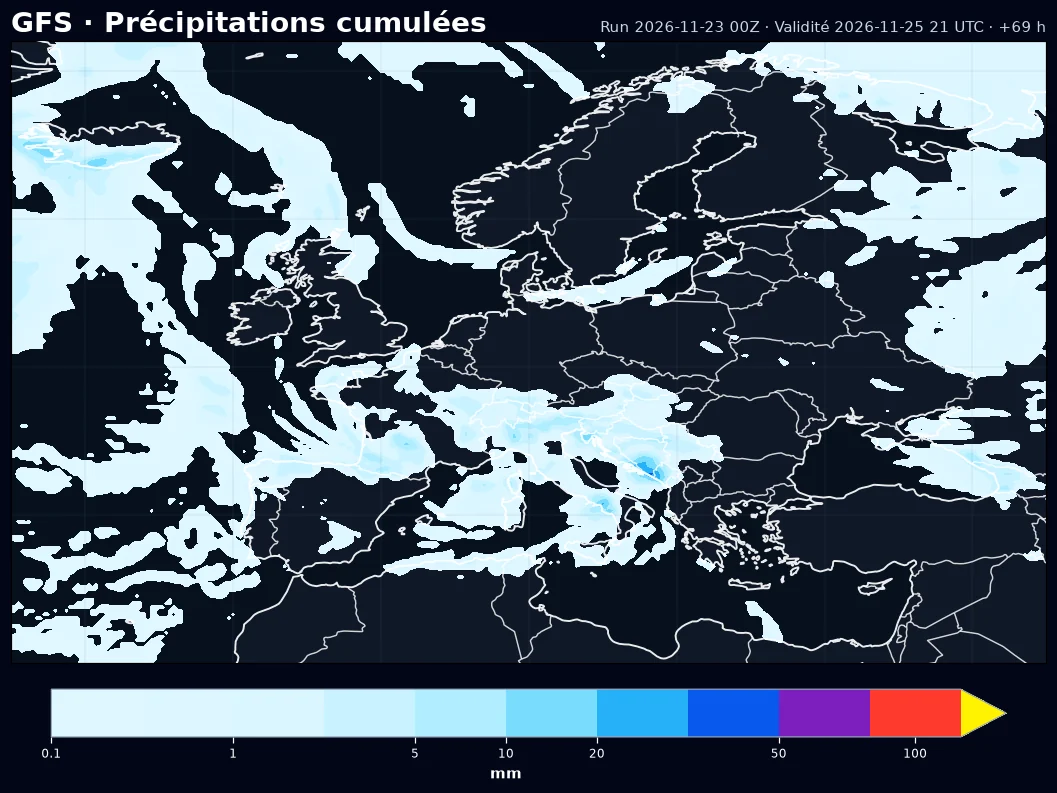 GFS · Précipitations cumulées
Run 2026-11-23 00Z · Validité 2026-11-25 21 UTC · +69 h
0.1 1 5 10 20 50 100
mm